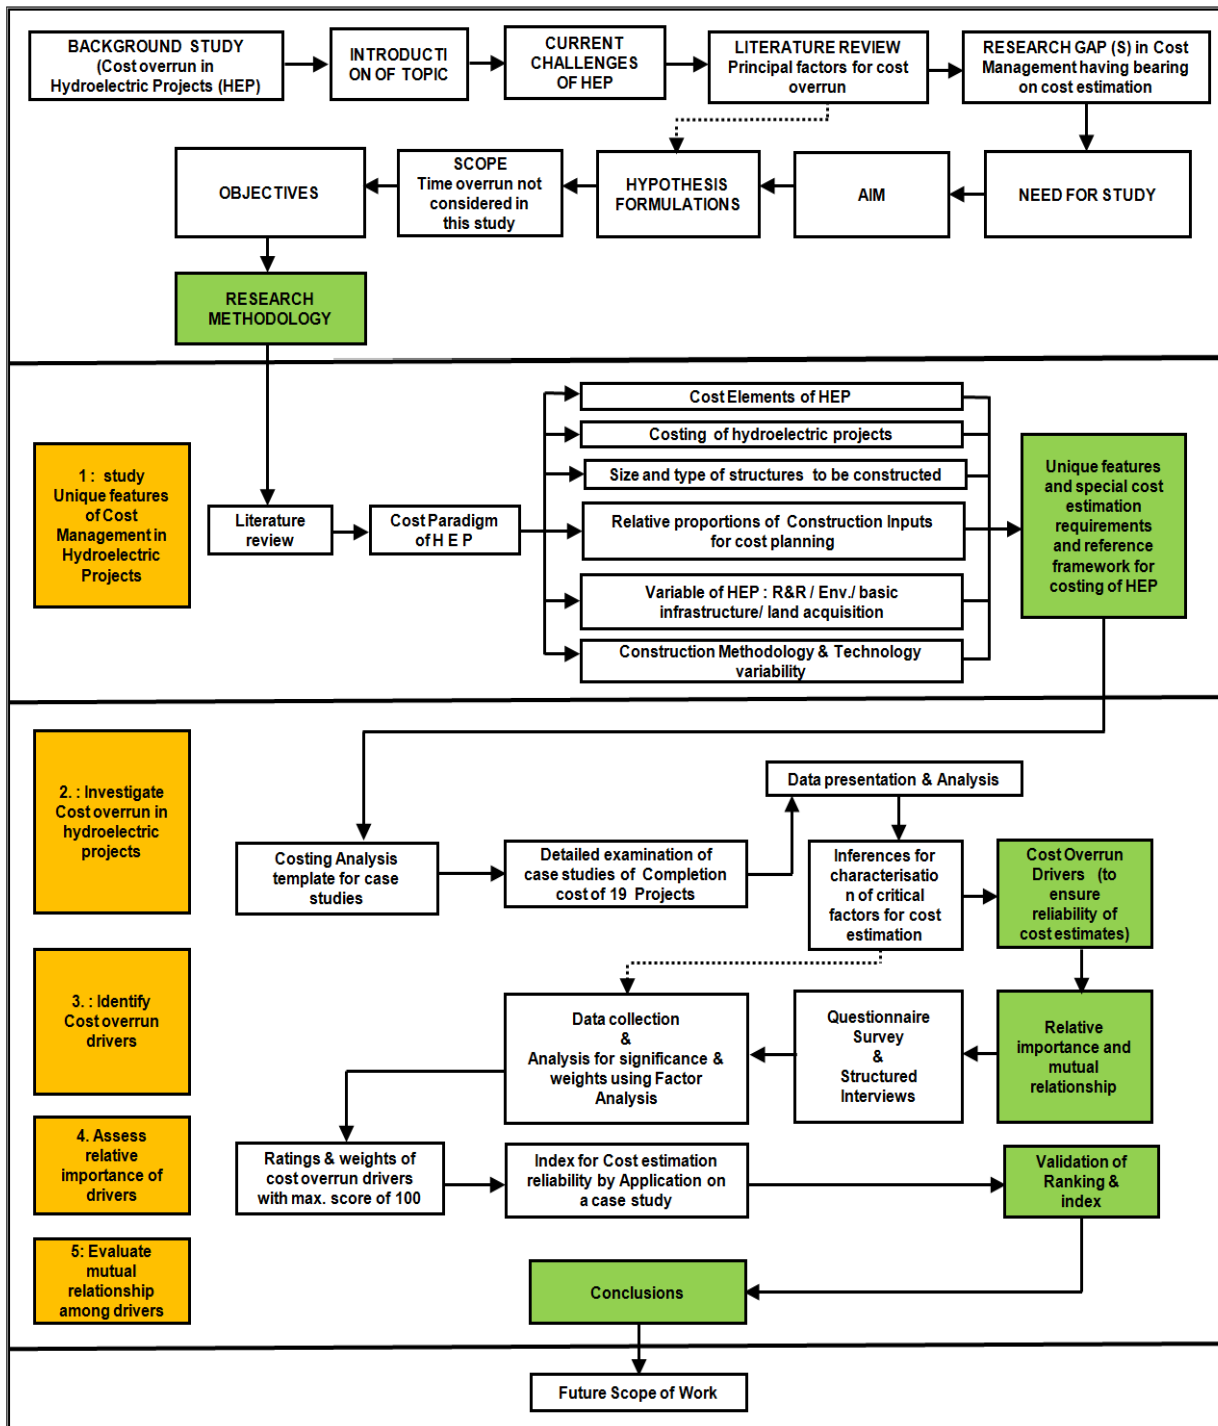 BACKGROUND STUDY
(Cost overrun in
Hydroelectric Projects (HEP)
INTRODUCTI
ON OF TOPIC
CURRENT
CHALLENGES
OF HEP
LITERATURE REVIEW
Principal factors for cost
overrun
RESEARCH GAP (S) in Cost
Management having bearing
on cost estimation
OBJECTIVES
SCOPE
Time overrun not
considered in
this study
HYPOTHESIS
FORMULATIONS
AIM
NEED FOR STUDY
RESEARCH
METHODOLOGY
1 : study
Unique features
of Cost
Management in
Hydroelectric
Projects
Literature
review
Cost Paradigm
of H E P
Cost Elements of HEP
Costing of hydroelectric projects
Size and type of structures to be constructed
Relative proportions of Construction Inputs
for cost planning
Variable of HEP : R&R / Env./ basic
infrastructure/ land acquisition
Construction Methodology & Technology
variability
Unique features
and special cost
estimation
requirements
and reference
framework for
costing of HEP
2. : Investigate
Cost overrun in
hydroelectric
projects
Costing Analysis
template for case
studies
Detailed examination of
case studies of Completion
cost of 19 Projects
Data presentation & Analysis
Inferences for
characterisatio
n of critical
factors for cost
estimation
Cost Overrun
Drivers (to
ensure
reliability of
cost estimates)
3. : Identify
Cost overrun
drivers
Data collection
&
Analysis for significance &
weights using Factor
Analysis
Questionnaire
Survey
&
Structured
Interviews
Relative
importance and
mutual
relationship
4. Assess
relative
importance of
drivers
Ratings & weights of
cost overrun drivers
with max. score of 100
Index for Cost estimation
reliability by Application on
a case study
Validation of
Ranking &
index
5: Evaluate
mutual
relationship
among drivers
Conclusions
Future Scope of Work